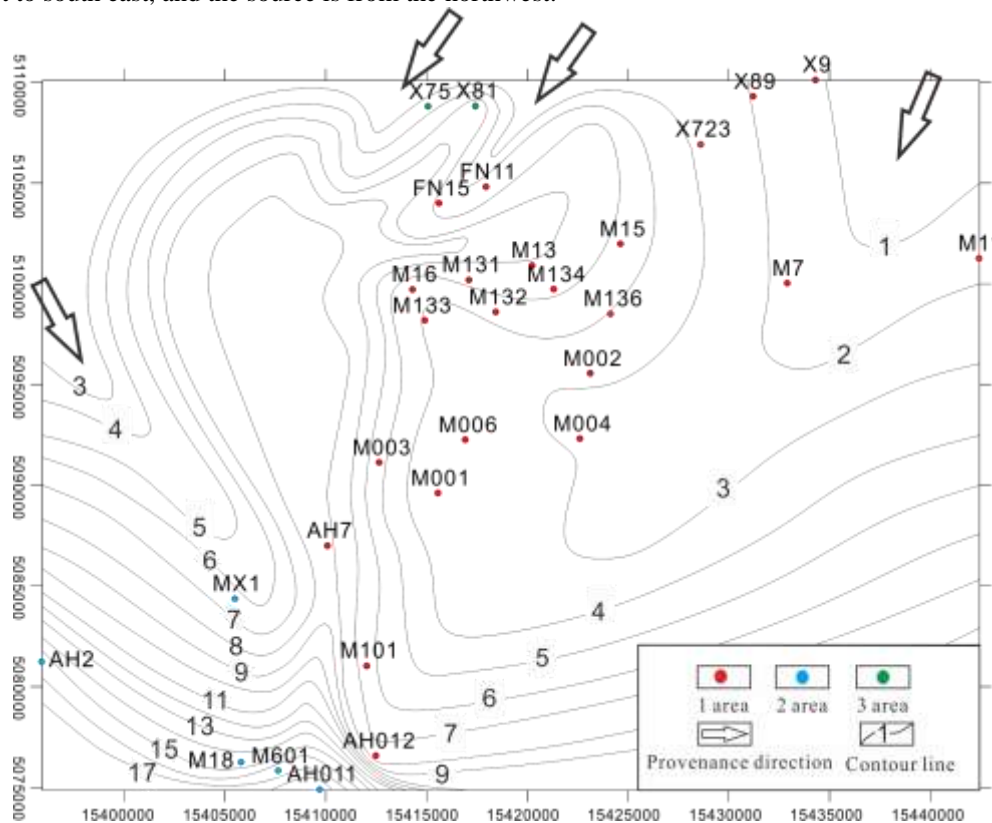 t to south east, and the source is from the northwest.
5110000
X75 X81
X89
X9
X723
5105000
FN11
FN15
M15
1
M1
M13
M131
M134
M16
M7
5100000
M132
M133
M136
2
M002
3
5095000
4
M004
M006
M003
M001
3
5090000
5
AH7
6
MX1
5085000
7
4
8
M101
5
AH2
9
11
6
5080000
13
7
AH012
15
M18
M601
AH011
17
9
5075000
1 area
2 area
3 area
1
Provenance direction
Contour line
15400000 15405000 15410000 15415000 15420000 15425000 15430000 15435000 15440000